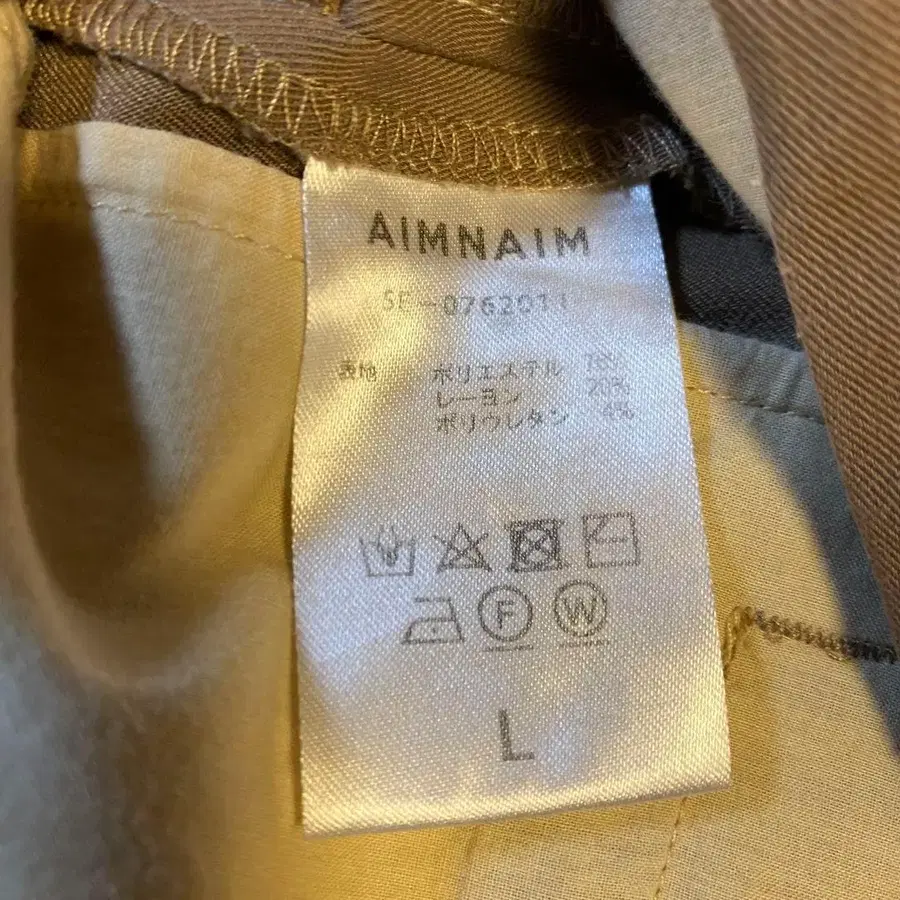 AIMNAIM
SE-0762011
表地 ポリエステル 76%
レーヨン 20%
ポリウレタン 4%
F W
L